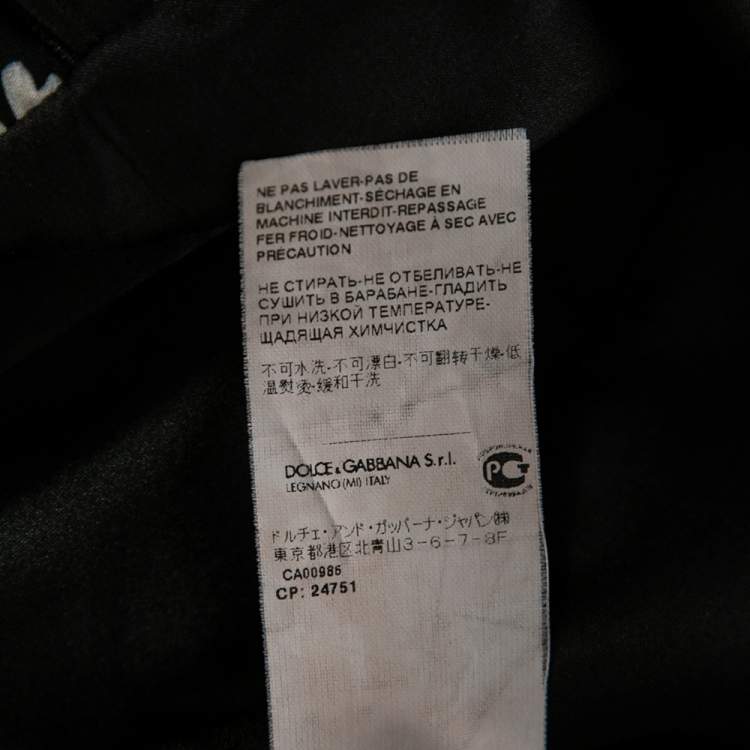 NE PAS LAVER-PAS DE
BLANCHIMENT-SÉCHAGE EN
MACHINE INTERDIT-REPASSAGE
FER FROID-NETTOYAGE À SEC AVEC
PRÉCAUTION
НЕ СТИРАТЬ-НЕ ОТБЕЛИВАТЬ-НЕ
СУШИТЬ В БАРАБАНЕ-ГЛАДИТЬ
ПРИ НИЗКОЙ ТЕМПЕРАТУРЕ-
ЩАДЯЩАЯ ХИМЧИСТКА
不可水洗-不可漂白-不可翻转干燥-低
温熨烫-缓和干洗
DOLCE & GABBANA S.r.l.
LEGNANO (MI) ITALY
РСТ
ドルチェ・アンド・ガッバーナ・ジャパン㈱
東京都港区北青山3-6-7-8F
CA00986
CP: 24751